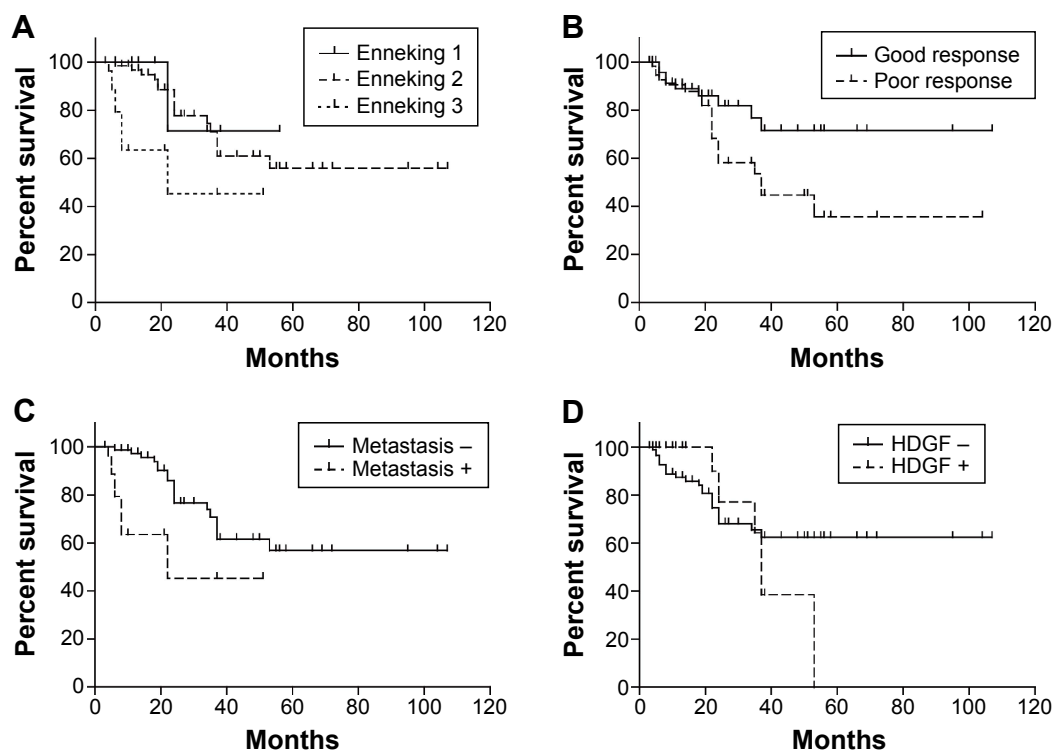 A
Percent survival
100
80
60
40
20
0
0 20 40 60 80 100 120
Months
Enneking 1
Enneking 2
Enneking 3
B
Percent survival
100
80
60
40
20
0
0 20 40 60 80 100 120
Months
Good response
Poor response
C
Percent survival
100
80
60
40
20
0
0 20 40 60 80 100 120
Months
Metastasis –
Metastasis +
D
Percent survival
100
80
60
40
20
0
0 20 40 60 80 100 120
Months
HDGF –
HDGF +